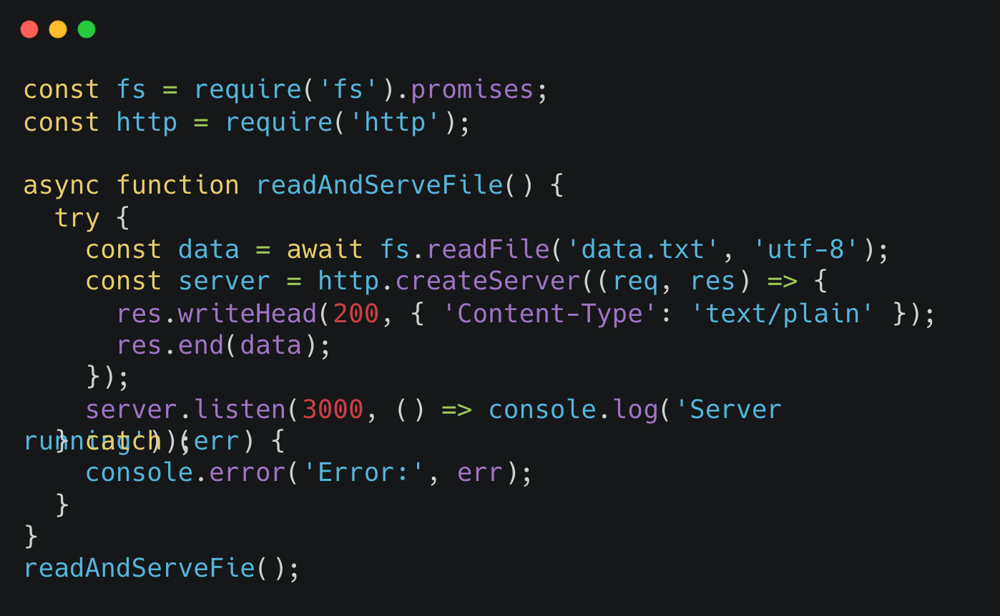 const fs = require('fs').promises;
const http = require('http');
async function readAndServeFile() {
  try {
    const data = await fs.readFile('data.txt', 'utf-8');
    const server = http.createServer((req, res) => {
      res.writeHead(200, { 'Content-Type': 'text/plain' });
      res.end(data);
    });
    server.listen(3000, () => console.log('Server
running'));
  } catch (err) {
    console.error('Error:', err);
  }
}
readAndServeFie();